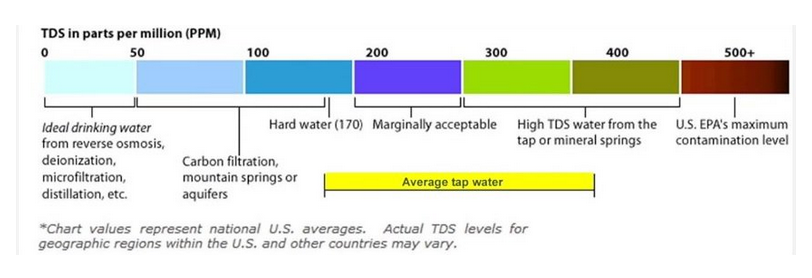 TDS in parts per million (PPM)
0 50 100 200 300 400 500+
Ideal drinking water
from reverse osmosis,
deionization,
microfiltration,
distillation, etc.
Carbon filtration,
mountain springs or
aquifers
Hard water (170)
Marginally acceptable
High TDS water from the
tap or mineral springs
U.S. EPA's maximum
contamination level
Average tap water
*Chart values represent national U.S. averages. Actual TDS levels for
geographic regions within the U.S. and other countries may vary.